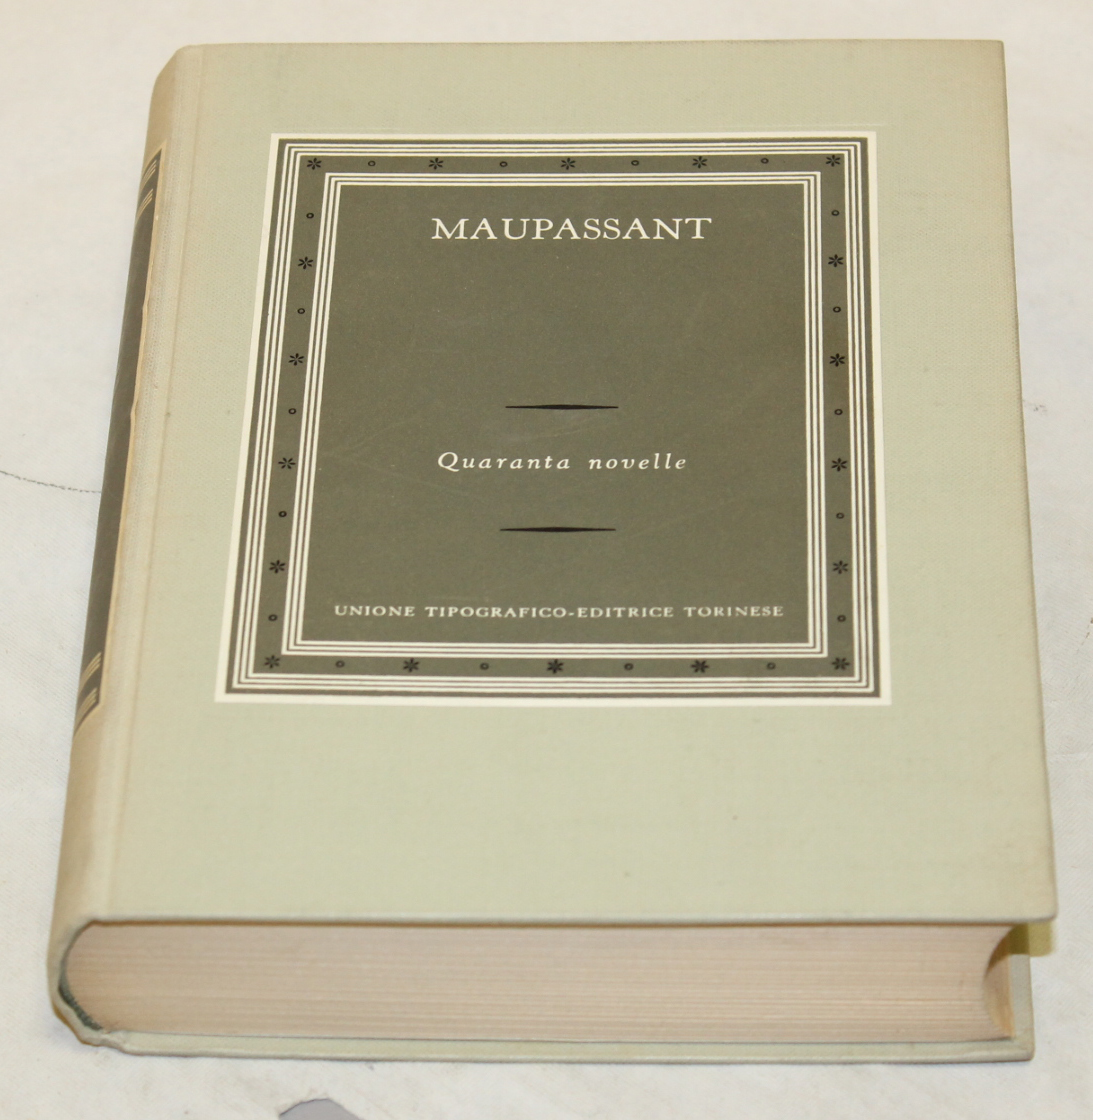 MAUPASSANT
Quaranta novelle
UNIONE TIPOGRAFICO-EDITRICE TORINESE